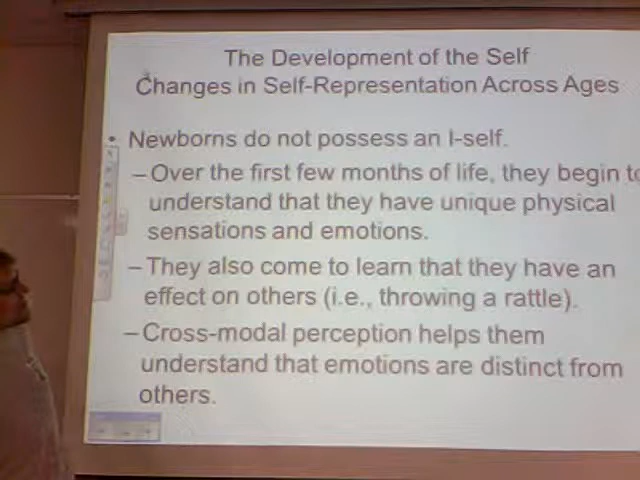 The Development of the Self
Changes in Self-Representation Across Ages
• Newborns do not possess an I-self.
– Over the first few months of life, they begin to
understand that they have unique physical
sensations and emotions.
– They also come to learn that they have an
effect on others (i.e., throwing a rattle).
– Cross-modal perception helps them
understand that emotions are distinct from
others.